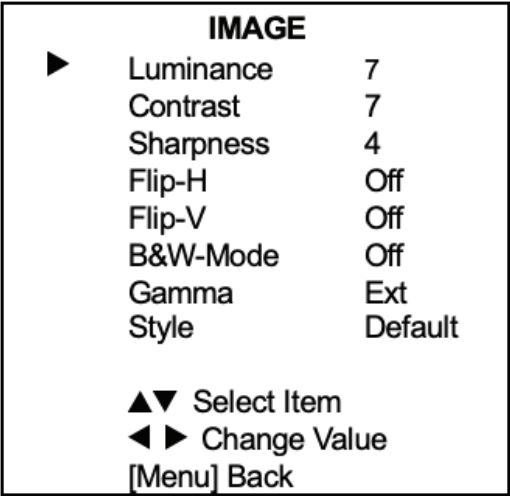 IMAGE
▶ Luminance 7
Contrast 7
Sharpness 4
Flip-H Off
Flip-V Off
B&W-Mode Off
Gamma Ext
Style Default
▲▼ Select Item
◀ ▶ Change Value
[Menu] Back